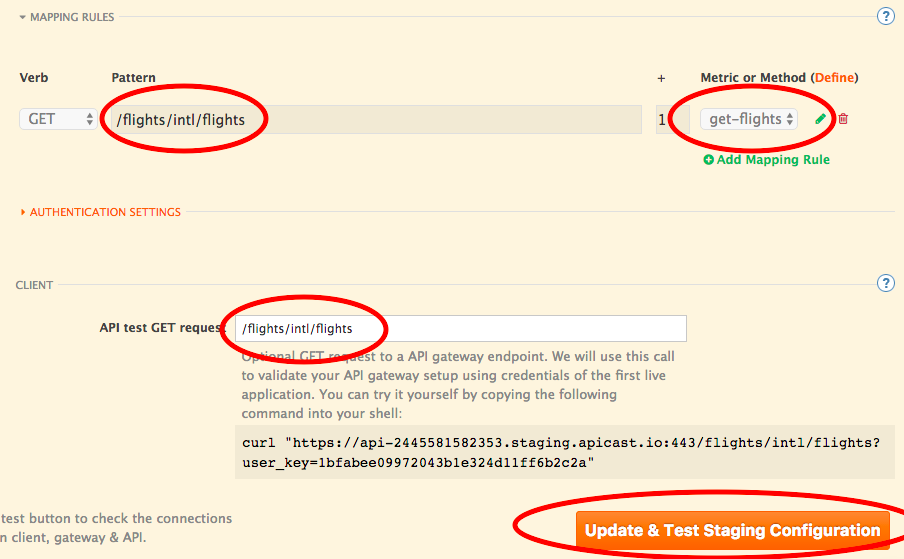 MAPPING RULES
?
Verb Pattern + Metric or Method (Define)
GET /flights/intl/flights 1 get-flights
Add Mapping Rule
AUTHENTICATION SETTINGS
CLIENT
?
API test GET request /flights/intl/flights
Optional GET request to a API gateway endpoint. We will use this call
to validate your API gateway setup using credentials of the first live
application. You can try it yourself by copying the following
command into your shell:
curl "https://api-2445581582353.staging.apicast.io:443/flights/intl/flights?
user_key=1bfabee09972043b1e324d11ff6b2c2a"
test button to check the connections
n client, gateway & API.
Update & Test Staging Configuration